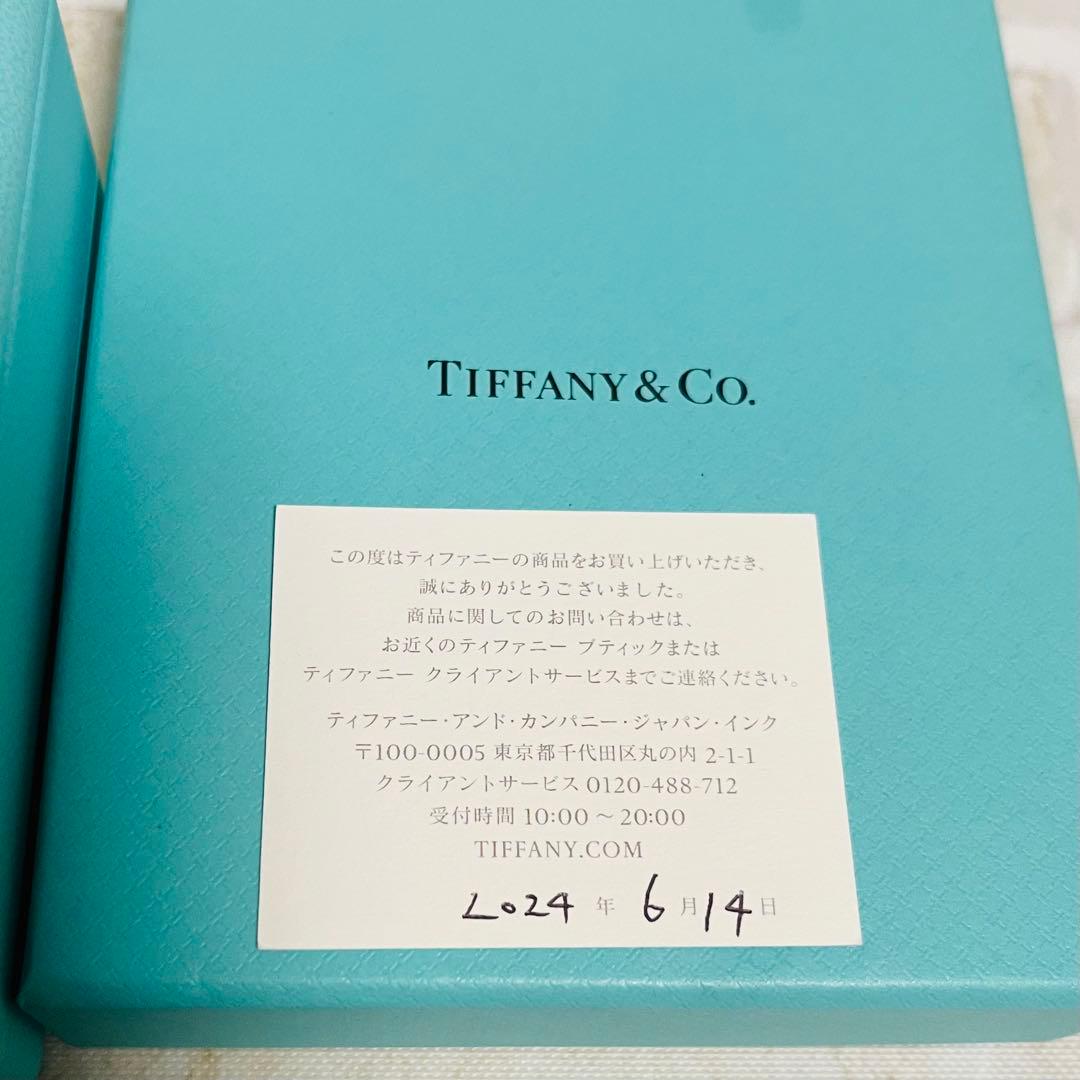 TIFFANY & CO.
この度はティファニーの商品をお買い上げいただき、
誠にありがとうございました。
商品に関してのお問い合わせは、
お近くのティファニー ブティックまたは
ティファニー クライアントサービスまでご連絡ください。
ティファニー・アンド・カンパニー・ジャパン・インク
〒100-0005 東京都千代田区丸の内 2-1-1
クライアントサービス 0120-488-712
受付時間 10:00 〜 20:00
TIFFANY.COM
2024 年 6 月 14 日